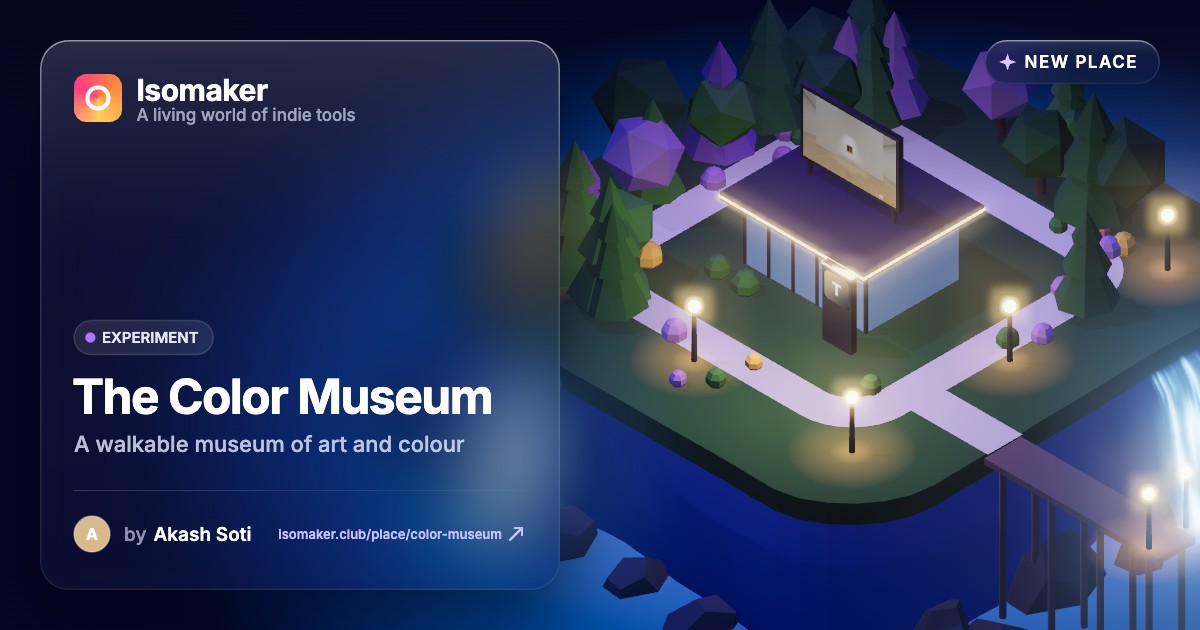 Isomaker
A living world of indie tools
NEW PLACE
T
EXPERIMENT
The Color Museum
A walkable museum of art and colour
A
by Akash Soti
isomaker.club/place/color-museum